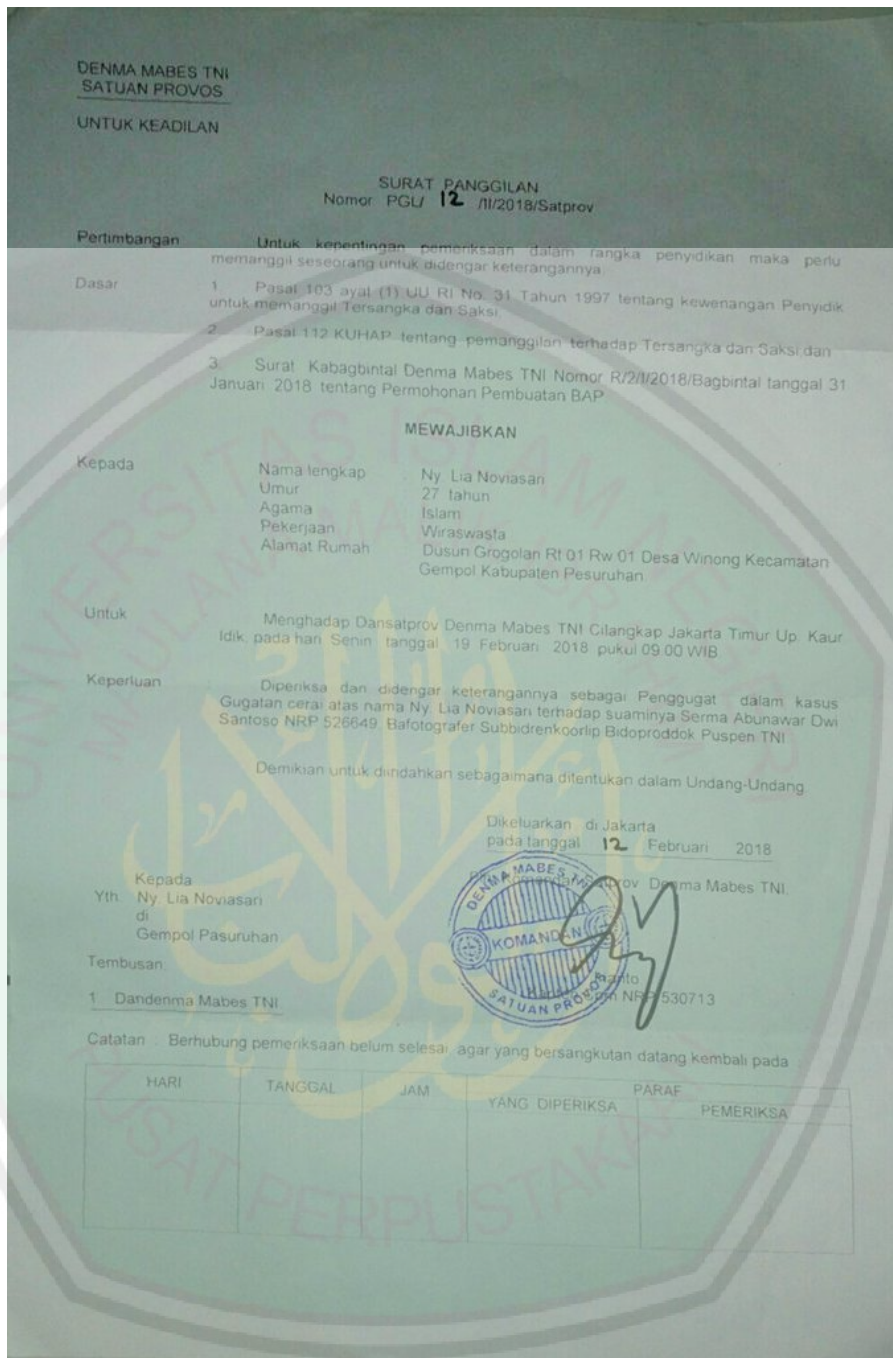 DENMA MABES TNI
SATUAN PROVOS
UNTUK KEADILAN
SURAT PANGGILAN
Nomor PGL/ 12 /II/2018/Satprov
Pertimbangan Untuk kepentingan pemeriksaan dalam rangka penyidikan maka perlu
memanggil seseorang untuk didengar keterangannya.
Dasar 1. Pasal 103 ayat (1) UU RI No. 31 Tahun 1997 tentang kewenangan Penyidik
untuk memanggil Tersangka dan Saksi.
2. Pasal 112 KUHAP tentang pemanggilan terhadap Tersangka dan Saksi dan
3. Surat Kabagbintal Denma Mabes TNI Nomor R/2/I/2018/Bagbintal tanggal 31
Januari 2018 tentang Permohonan Pembuatan BAP
MEWAJIBKAN
Kepada Nama lengkap : Ny. Lia Noviasari
Umur 27 tahun
Agama Islam
Pekerjaan Wiraswasta
Alamat Rumah Dusun Grogolan Rt 01 Rw 01 Desa Winong Kecamatan
Gempol Kabupaten Pesuruhan
Untuk Menghadap Dansatprov Denma Mabes TNI Cilangkap Jakarta Timur Up. Kaur
Idik, pada hari Senin tanggal 19 Februari 2018 pukul 09.00 WIB
Keperluan : Diperiksa dan didengar keterangannya sebagai Penggugat dalam kasus
Gugatan cerai atas nama Ny. Lia Noviasari terhadap suaminya Serma Abunawar Dwi
Santoso NRP 526649, Bafotografer Subbidrenkoorlip Bidoproddok Puspen TNI
Demikian untuk diindahkan sebagaimana ditentukan dalam Undang-Undang.
Dikeluarkan di Jakarta
pada tanggal 12 Februari 2018
Denma Mabes TNI,
DENMA MABES TNI
KOMANDAN
SATUAN PROVOS
NRP 530713
Kepada
Yth. Ny. Lia Noviasari
di
Gempol Pasuruhan
Tembusan
1. Dandenma Mabes TNI
Catatan : Berhubung pemeriksaan belum selesai, agar yang bersangkutan datang kembali pada :
HARI TANGGAL JAM PARAF
YANG DIPERIKSA PEMERIKSA
UNIVERSITAS ISLAM NEGERI
MAULANA MALIK IBRAHIM
PUSAT PERPUSTAKAAN